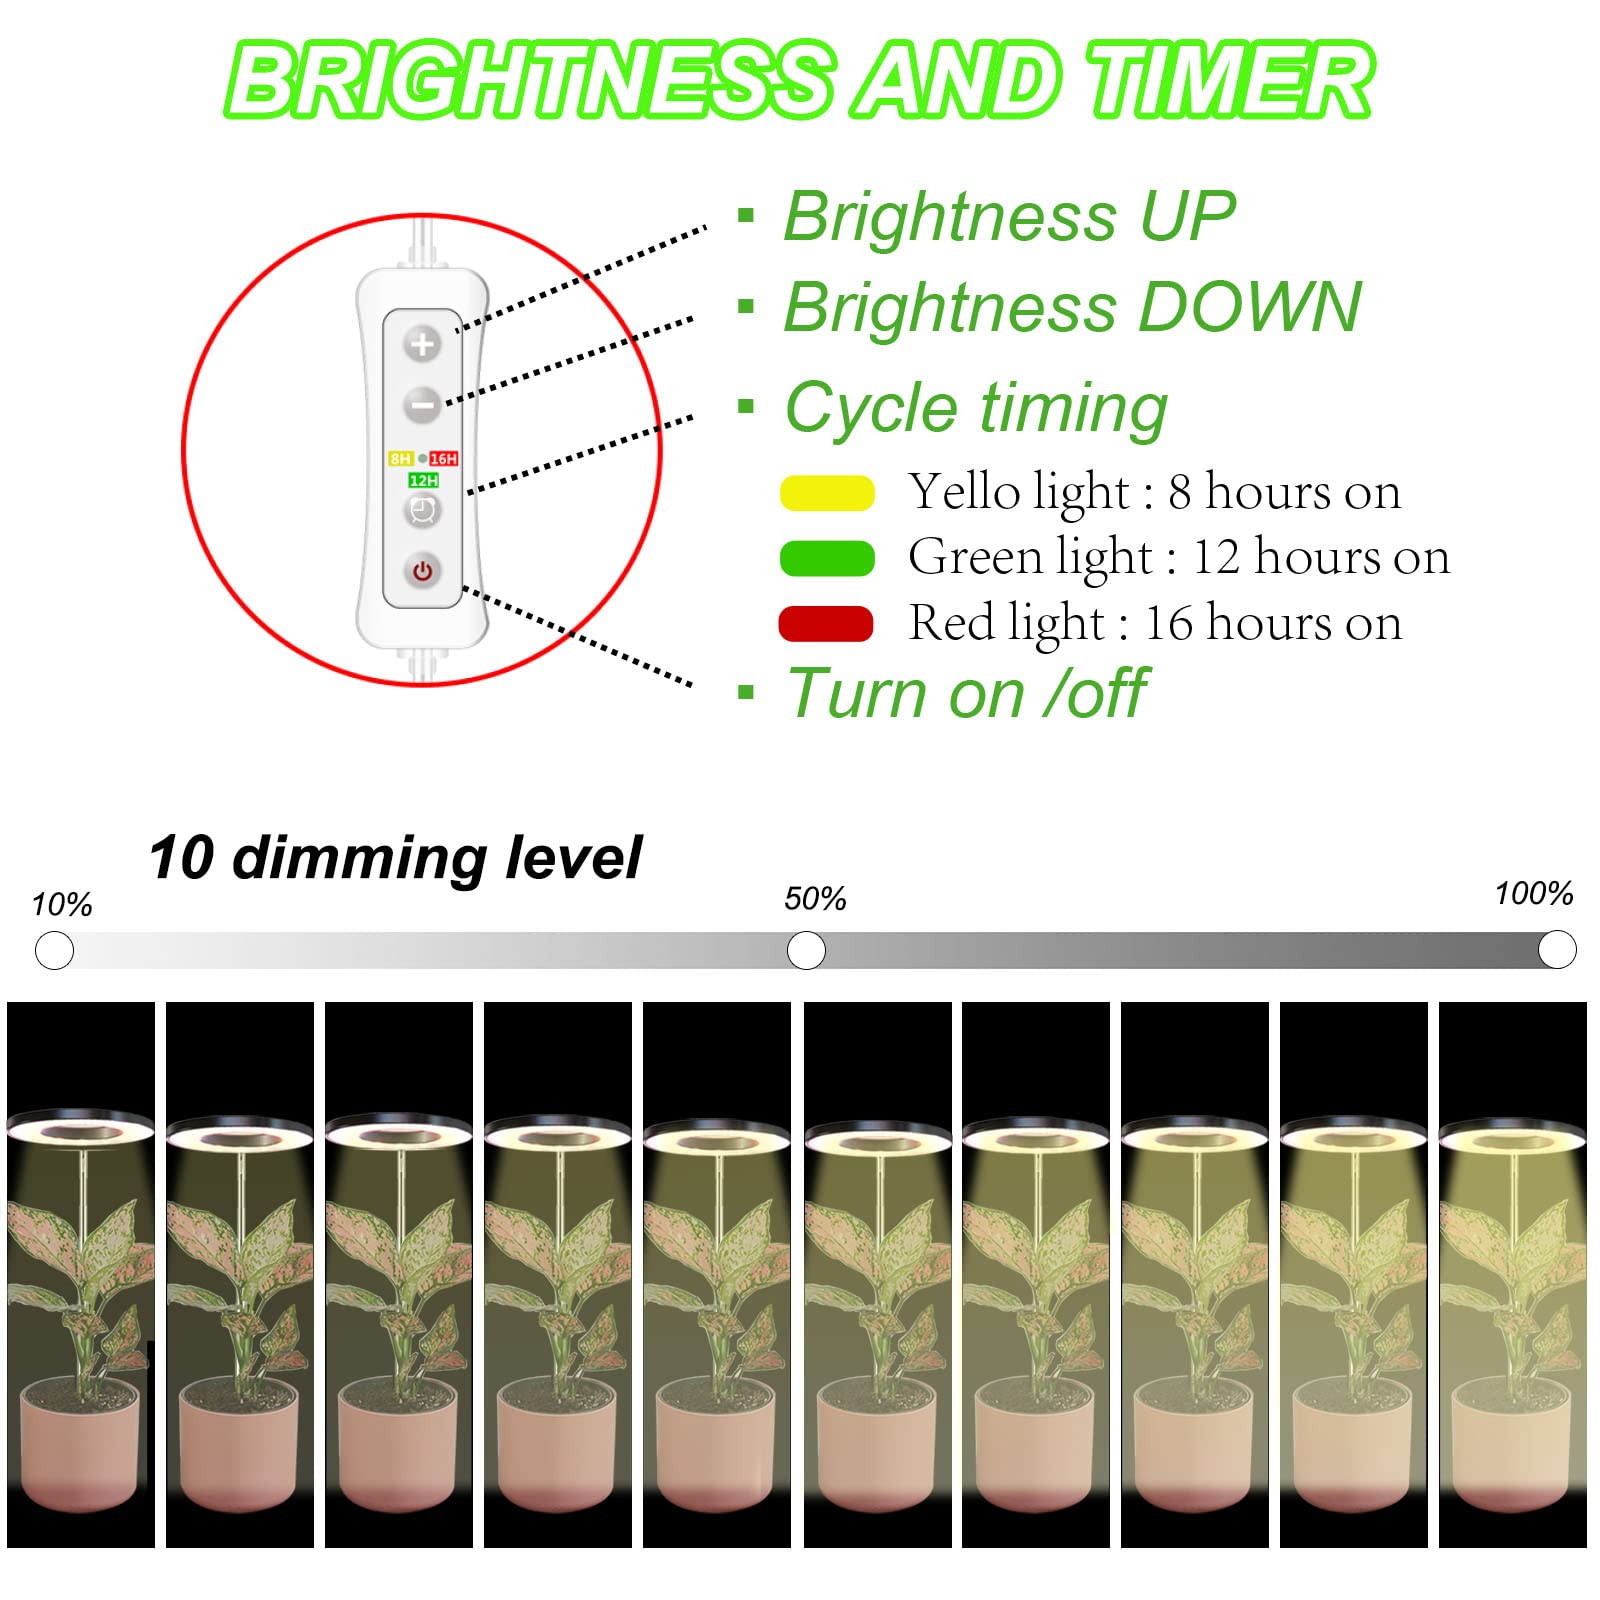 BRIGHTNESS AND TIMER
Brightness UP
Brightness DOWN
8H 16H
12H
Cycle timing
Yello light : 8 hours on
Green light : 12 hours on
Red light : 16 hours on
Turn on /off
10 dimming level
10% 50% 100%